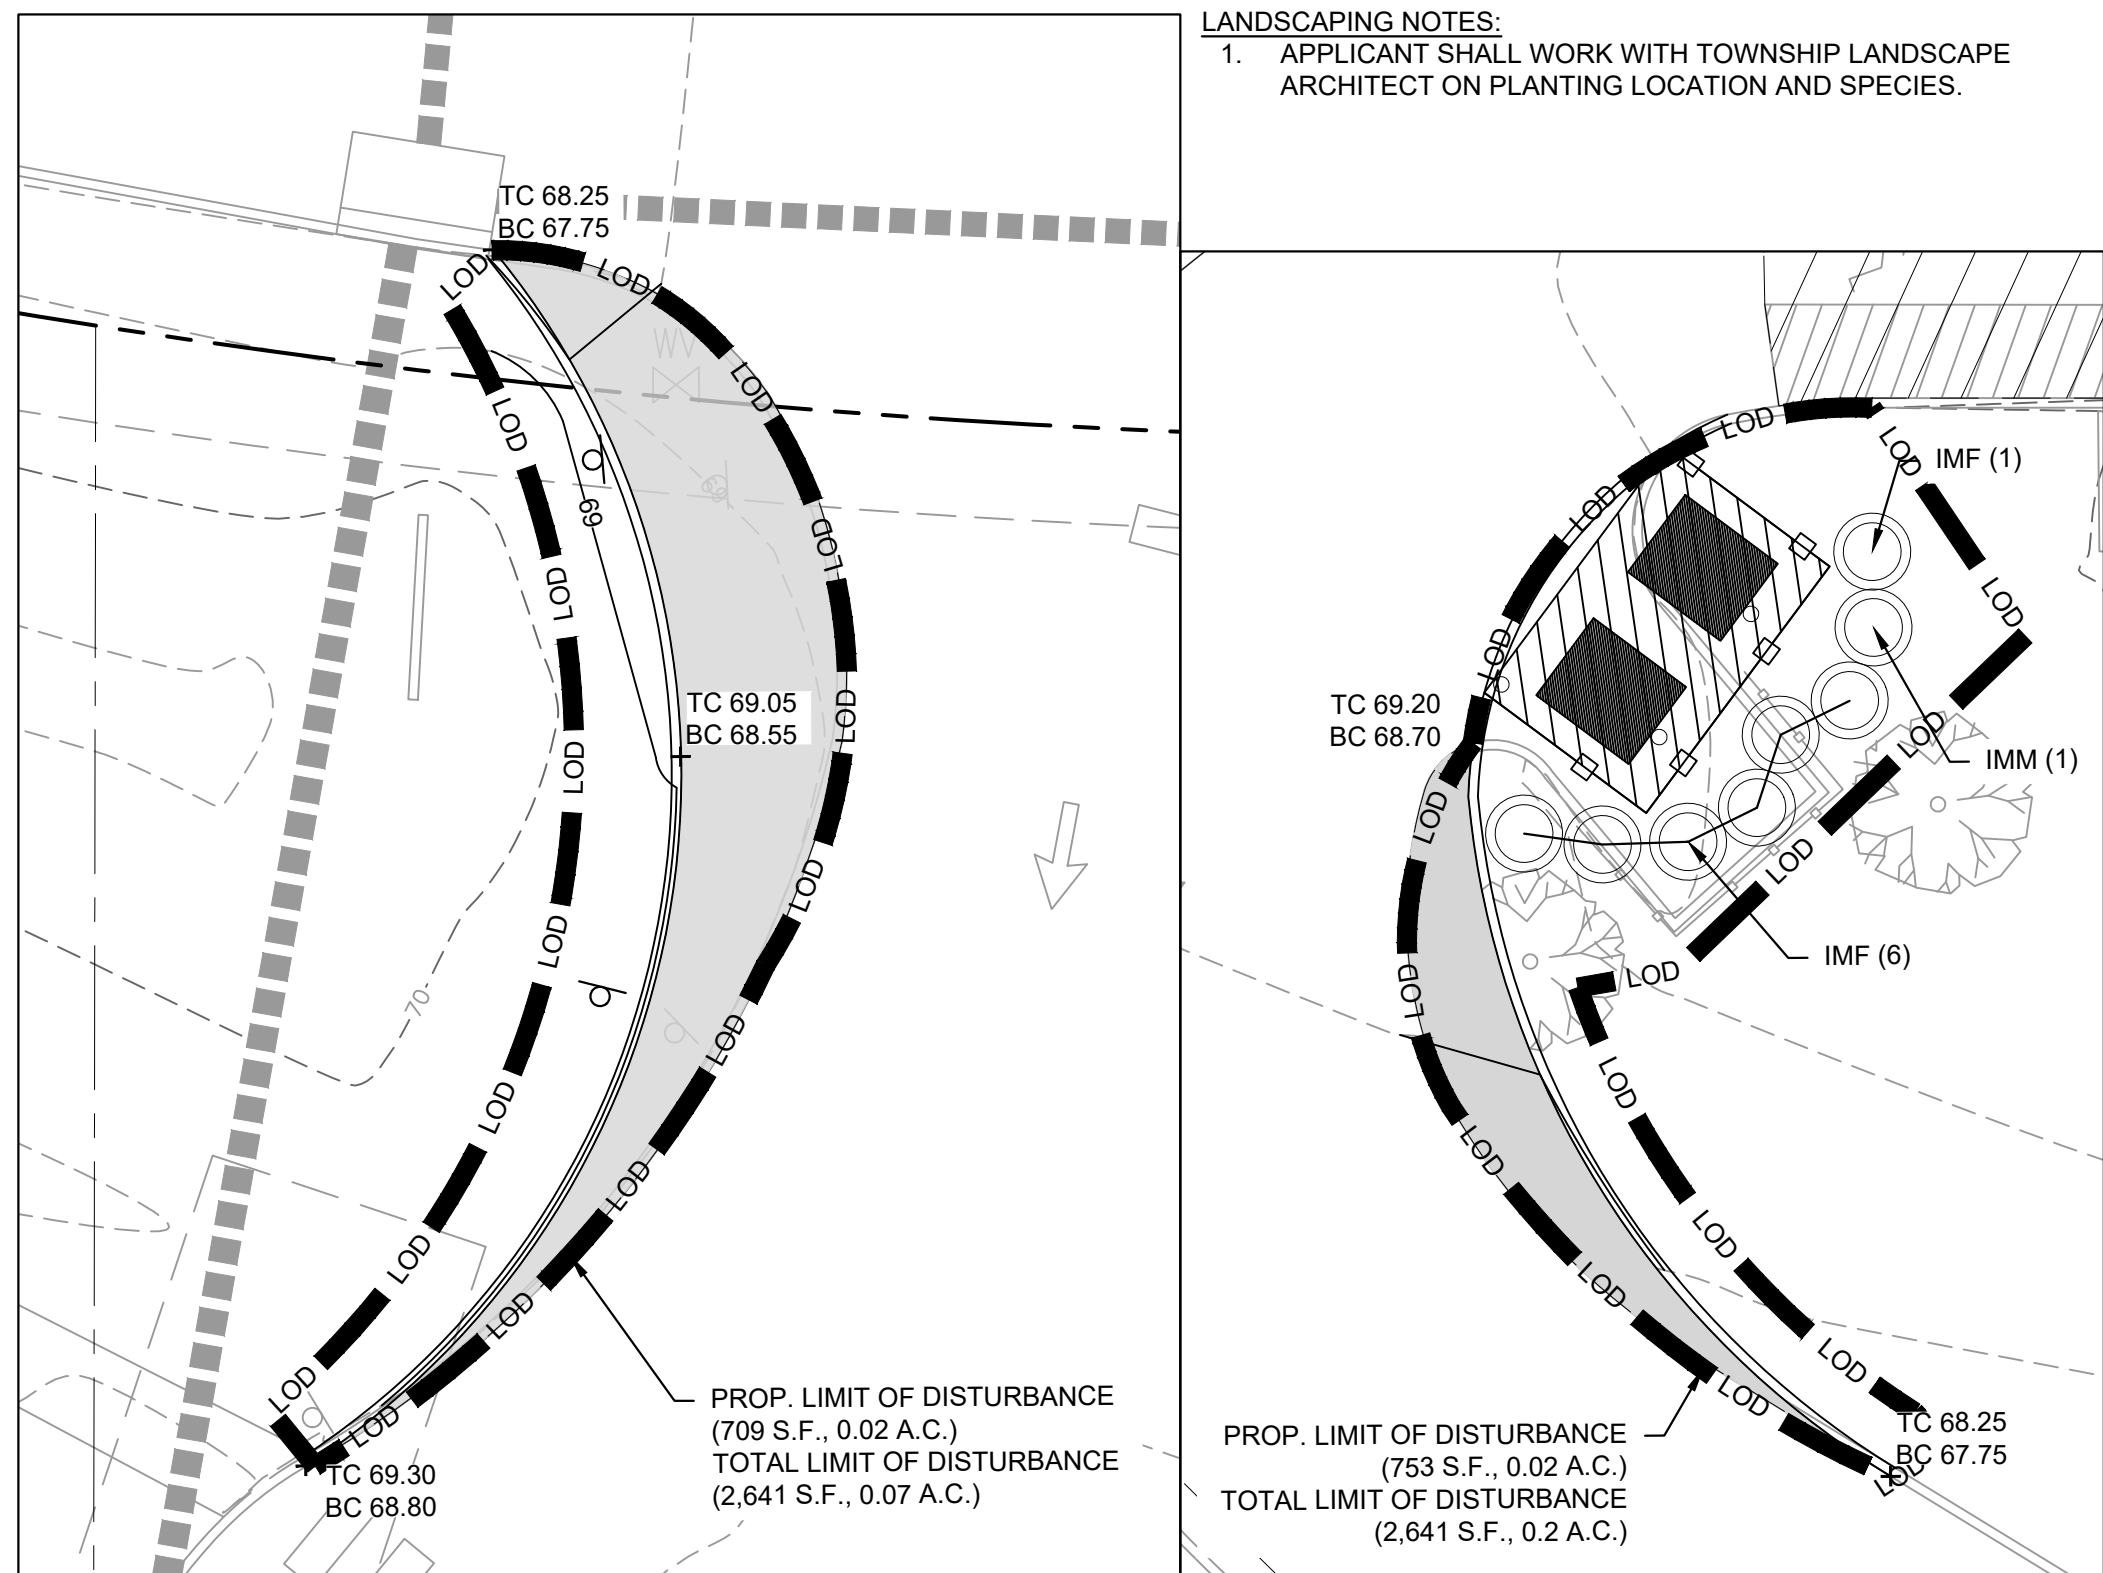 LANDSCAPING NOTES:
1. APPLICANT SHALL WORK WITH TOWNSHIP LANDSCAPE
ARCHITECT ON PLANTING LOCATION AND SPECIES.
TC 68.25
BC 67.75
LOD
LOD
WV
LOD
LOD
69
69
LOD
LOD
TC 69.05
BC 68.55
LOD
LOD
LOD
LOD
70
LOD
LOD
LOD
LOD
LOD
LOD
LOD
TC 69.30
BC 68.80
PROP. LIMIT OF DISTURBANCE
(709 S.F., 0.02 A.C.)
TOTAL LIMIT OF DISTURBANCE
(2,641 S.F., 0.07 A.C.)
LOD
LOD
IMF (1)
LOD
LOD
LOD
TC 69.20
BC 68.70
LOD
IMM (1)
LOD
LOD
IMF (6)
LOD
LOD
LOD
LOD
LOD
LOD
LOD
LOD
TC 68.25
BC 67.75
LOD
PROP. LIMIT OF DISTURBANCE
(753 S.F., 0.02 A.C.)
TOTAL LIMIT OF DISTURBANCE
(2,641 S.F., 0.2 A.C.)